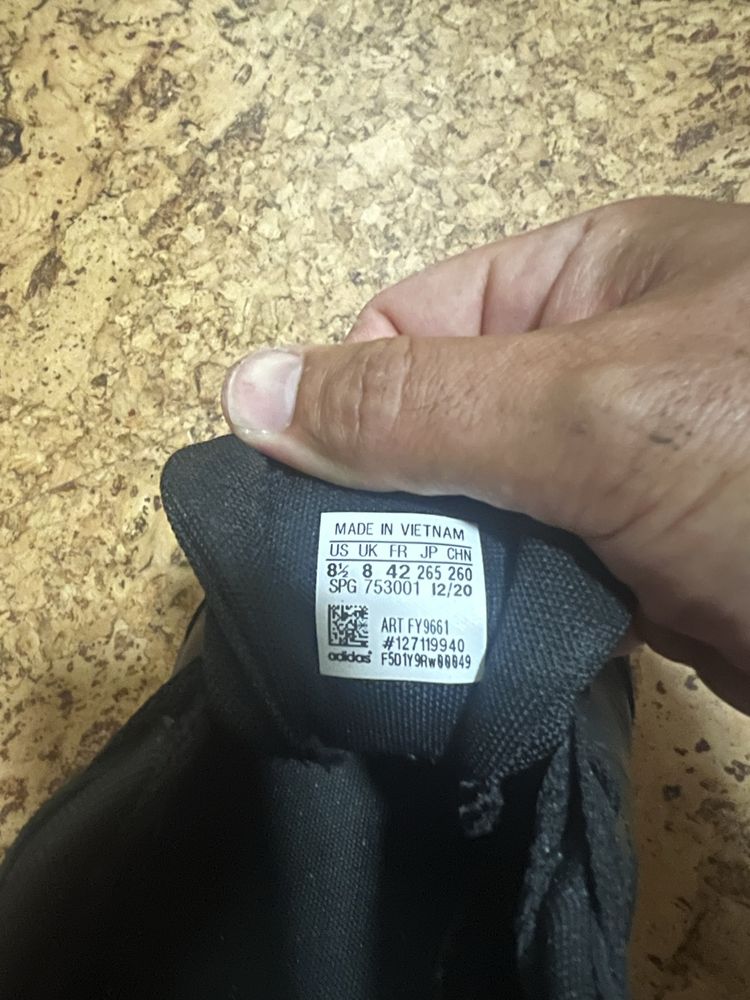 MADE IN VIETNAM
US UK FR JP CHN
8½ 8 42 265 260
SPG 753001 12/20
ART FY9661
#127119940
adidas F5D1Y9Rw00049